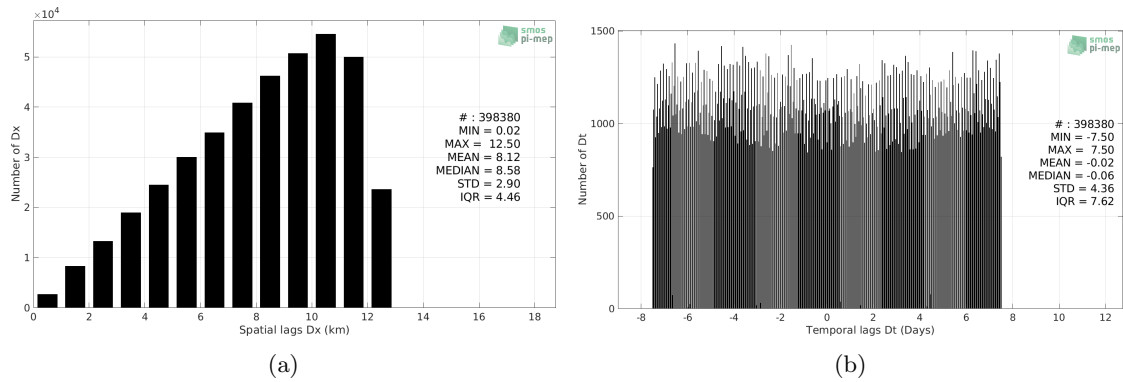 ×10⁴
5
4
3
2
1
0
Number of Dx
0 2 4 6 8 10 12 14 16 18
Spatial lags Dx (km)
smos
pi-mep
# : 398380
MIN = 0.02
MAX = 12.50
MEAN = 8.12
MEDIAN = 8.58
STD = 2.90
IQR = 4.46
(a)
1500
1000
500
0
Number of Dt
-8 -6 -4 -2 0 2 4 6 8 10 12
Temporal lags Dt (Days)
smos
pi-mep
# : 398380
MIN = -7.50
MAX = 7.50
MEAN = -0.02
MEDIAN = -0.06
STD = 4.36
IQR = 7.62
(b)